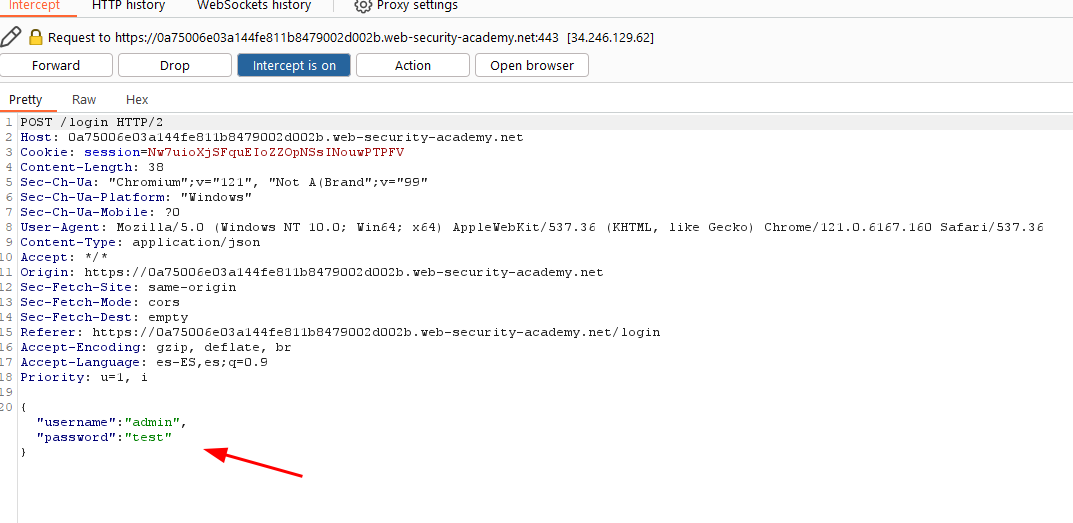 Intercept HTTP history WebSockets history Proxy settings
Request to https://0a75006e03a144fe811b8479002d002b.web-security-academy.net:443 [34.246.129.62]
Forward Drop Intercept is on Action Open browser
Pretty Raw Hex
1 POST /login HTTP/2
2 Host: 0a75006e03a144fe811b8479002d002b.web-security-academy.net
3 Cookie: session=Nw7uioXjSFquEIoZZOpNSsINouwPTPFV
4 Content-Length: 38
5 Sec-Ch-Ua: "Chromium";v="121", "Not A(Brand";v="99"
6 Sec-Ch-Ua-Platform: "Windows"
7 Sec-Ch-Ua-Mobile: ?0
8 User-Agent: Mozilla/5.0 (Windows NT 10.0; Win64; x64) AppleWebKit/537.36 (KHTML, like Gecko) Chrome/121.0.6167.160 Safari/537.36
9 Content-Type: application/json
10 Accept: */*
11 Origin: https://0a75006e03a144fe811b8479002d002b.web-security-academy.net
12 Sec-Fetch-Site: same-origin
13 Sec-Fetch-Mode: cors
14 Sec-Fetch-Dest: empty
15 Referer: https://0a75006e03a144fe811b8479002d002b.web-security-academy.net/login
16 Accept-Encoding: gzip, deflate, br
17 Accept-Language: es-ES,es;q=0.9
18 Priority: u=1, i
19
20 {
"username":"admin",
"password":"test"
}